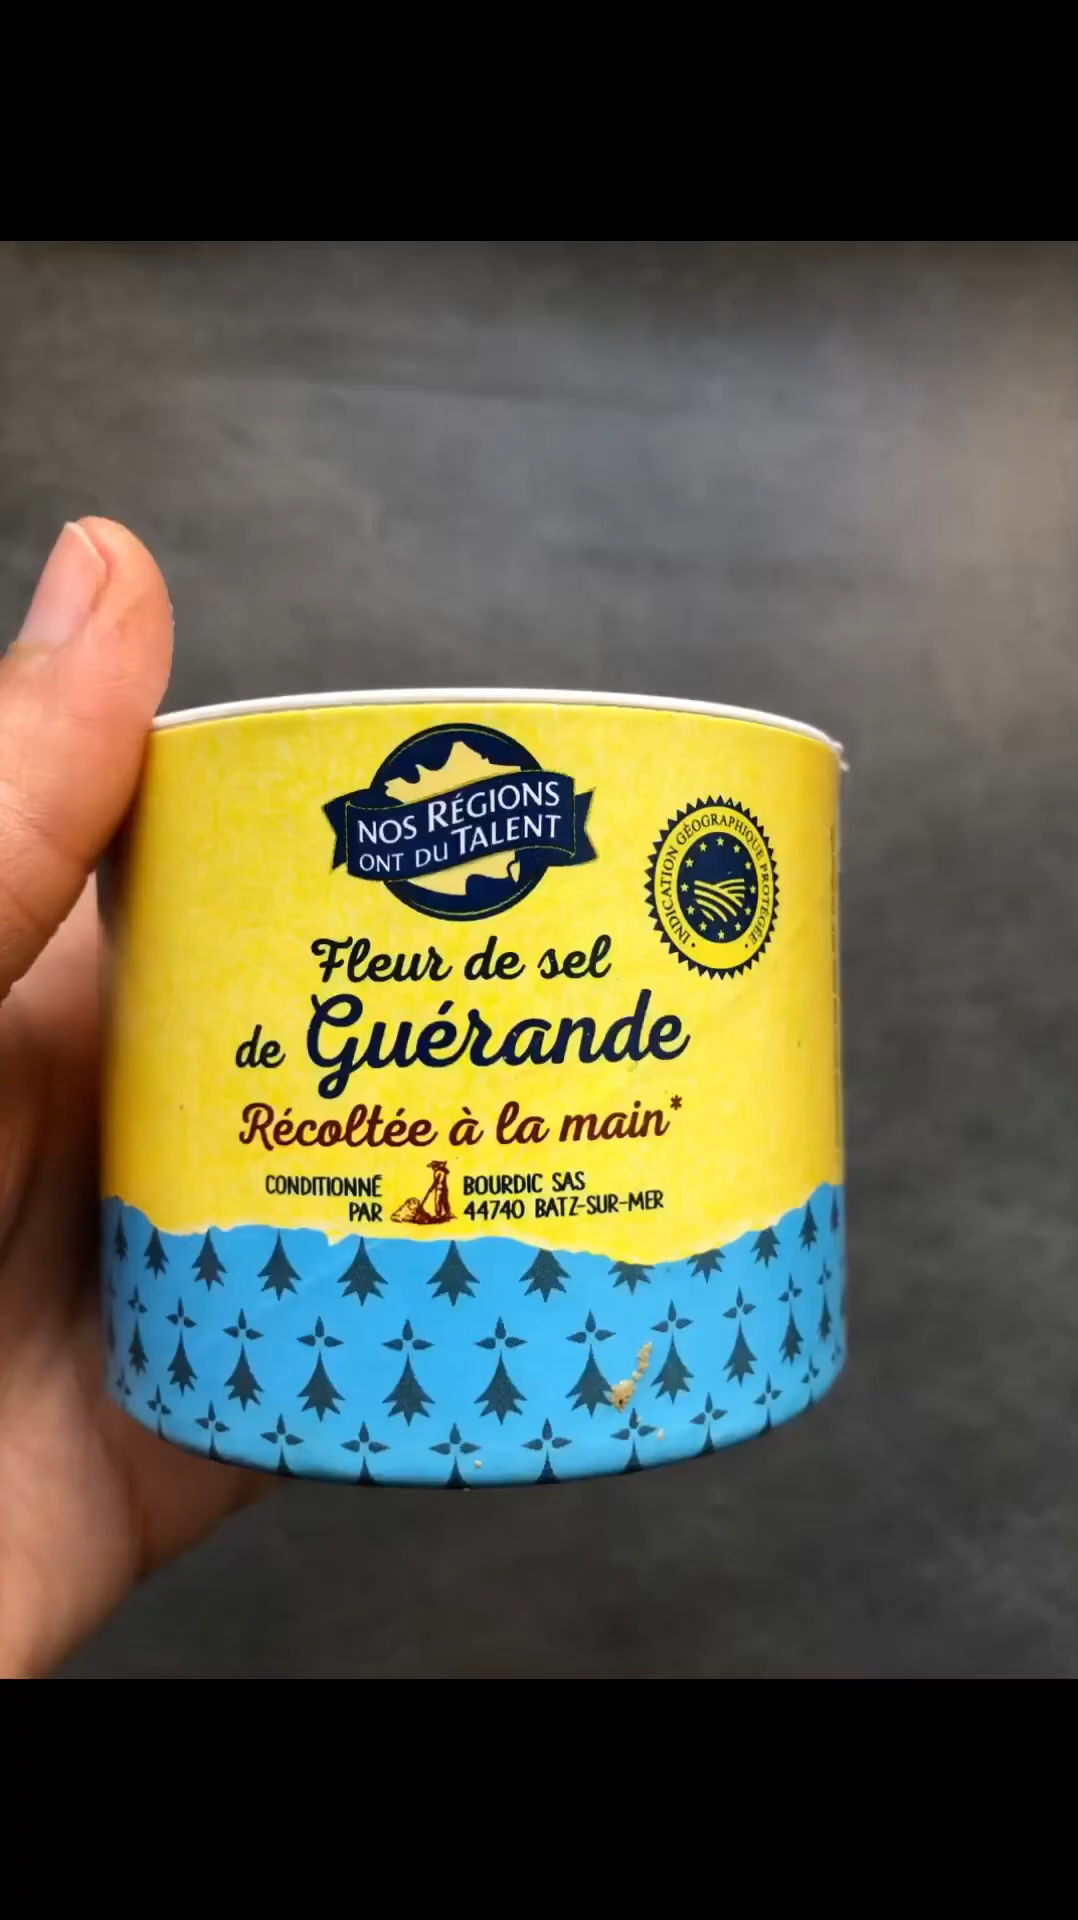 NOS RÉGIONS
ONT DU TALENT
INDICATION GÉOGRAPHIQUE PROTÉGÉE
Fleur de sel
de Guérande
Récoltée à la main*
CONDITIONNÉ
PAR
BOURDIC SAS
44740 BATZ-SUR-MER